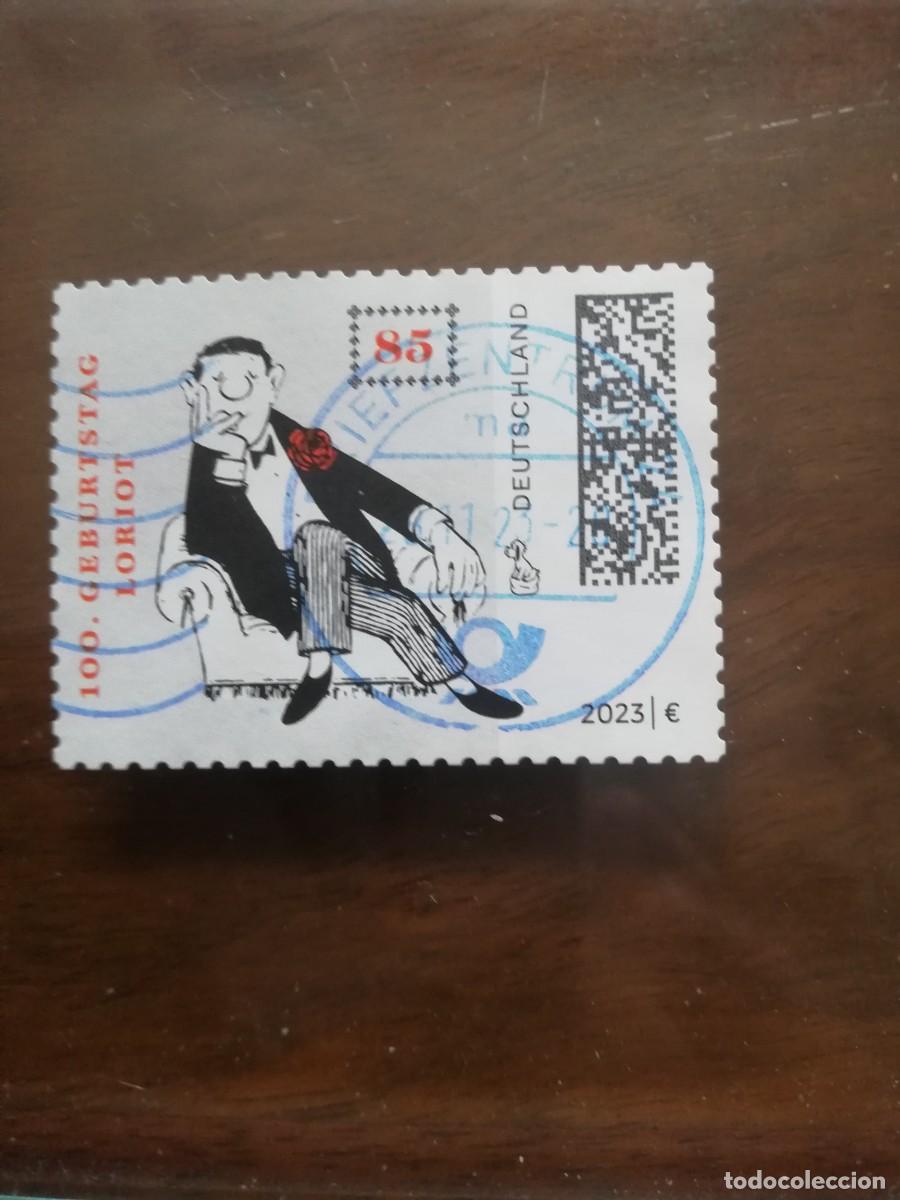 100. GEBURTSTAG
LORIOT
85
DEUTSCHLAND
2023 | €
todocoleccion